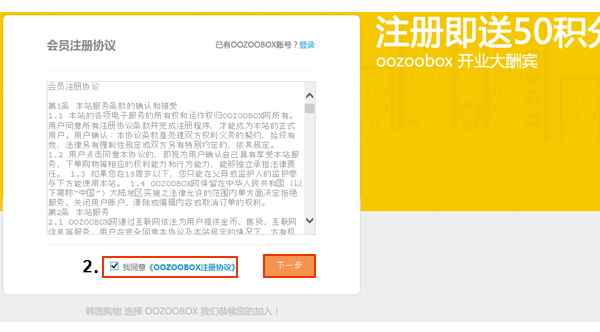 会员注册协议
已有OOZOOBOX账号？登录
会员注册协议
第1条 本站服务条款的确认和接受
1.1 本站的各项电子服务的所有权和运作权归OOZOOBOX网所有。
用户同意所有注册协议条款并完成注册程序，才能成为本站的正式
用户。用户确认：本协议条款是处理双方权利义务的契约，始终有
效，法律另有强制性规定或双方另有特别约定的，依其规定。
1.2 用户点击同意本协议的，即视为用户确认自己具有享受本站服
务、下单购物等相应的权利能力和行为能力，能够独立承担法律责
任。 1.3 如果您在18周岁以下，您只能在父母或监护人的监护参
与下方能使用本站。 1.4 OOZOOBOX网保留在中华人民共和国（以
下简称“中国”）大陆地区实施之法律允许的范围内单方面决定拒绝
服务、关闭用户账户、清除或编辑内容或取消订单的权利。
第2条 本站服务
2.1 OOZOOBOX网通过互联网依法为用户提供金币、售货、互联网
信息等服务，用户在完全同意本协议及本站规定的情况下，方有权
2. 我同意《OOZOOBOX注册协议》
下一步
韩国购物 选择 OOZOOBOX 我们恭候您的加入！
注册即送50积分
oozoobox 开业大酬宾